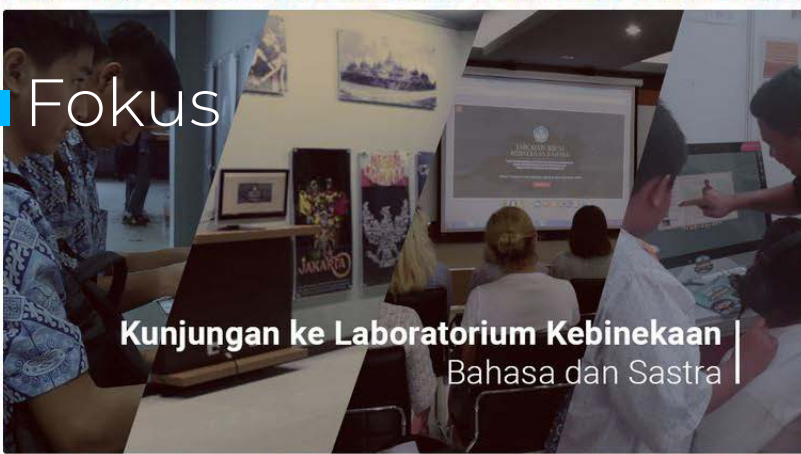 Fokus
JAKARTA
Kunjungan ke Laboratorium Kebinekaan
Bahasa dan Sastra